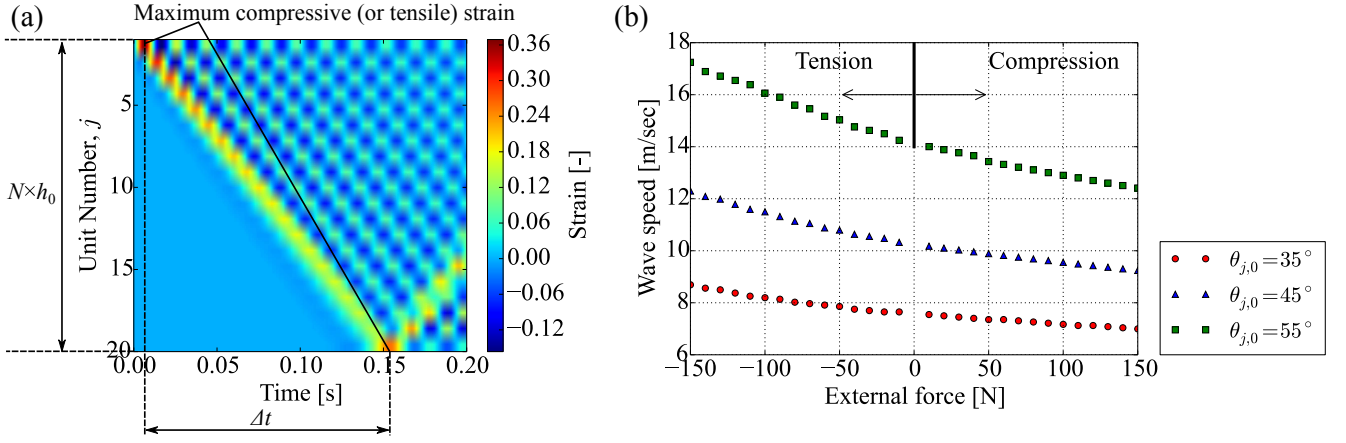 (a)
Maximum compressive (or tensile) strain
N×h₀
Unit Number, j
5
10
15
20
0.00
0.05
0.10
0.15
0.20
Time [s]
Δt
0.36
0.30
0.24
0.18
0.12
0.06
0.00
−0.06
−0.12
Strain [-]
(b)
Tension
Compression
Wave speed [m/sec]
18
16
14
12
10
8
6
−150
−100
−50
0
50
100
150
External force [N]
θj,0=35°
θj,0=45°
θj,0=55°